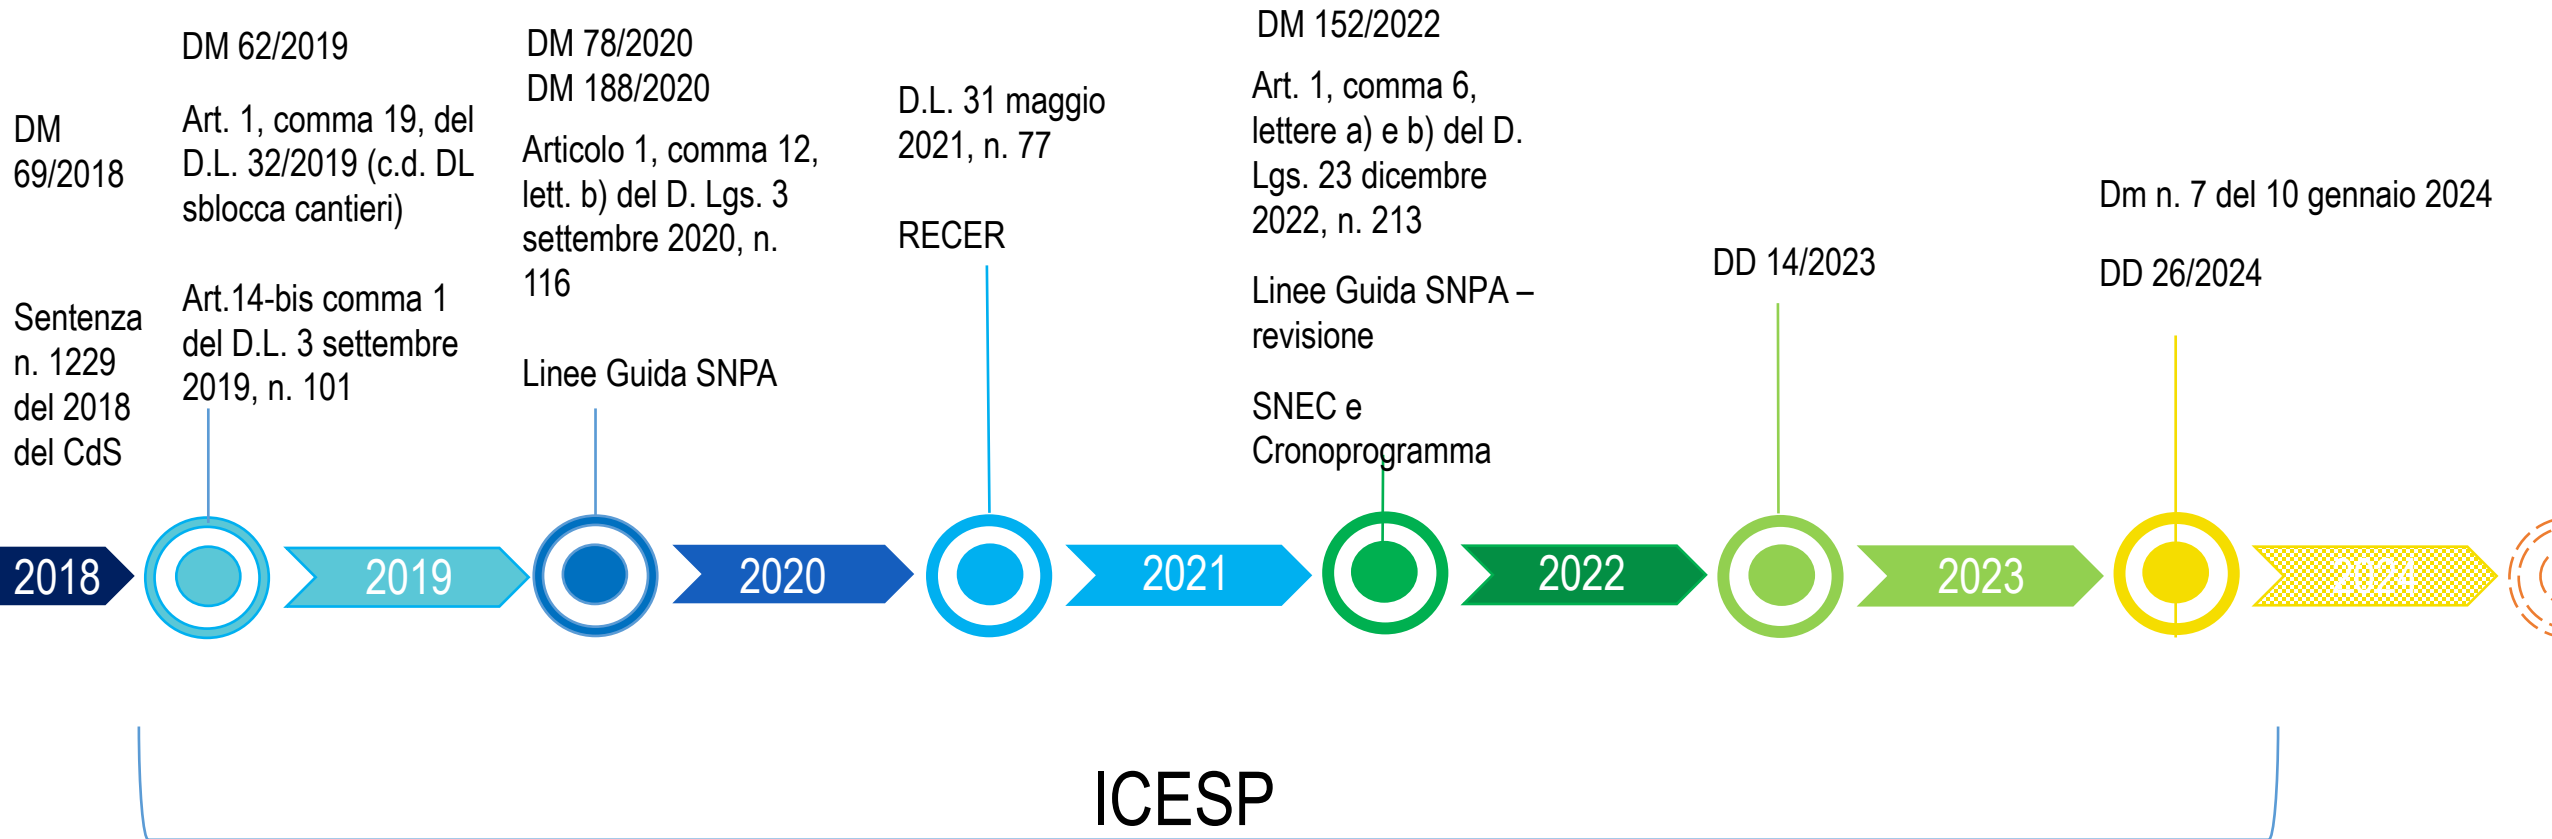 DM
69/2018
Sentenza
n. 1229
del 2018
del CdS
DM 62/2019
Art. 1, comma 19, del
D.L. 32/2019 (c.d. DL
sblocca cantieri)
Art.14-bis comma 1
del D.L. 3 settembre
2019, n. 101
DM 78/2020
DM 188/2020
Articolo 1, comma 12,
lett. b) del D. Lgs. 3
settembre 2020, n.
116
Linee Guida SNPA
D.L. 31 maggio
2021, n. 77
RECER
DM 152/2022
Art. 1, comma 6,
lettere a) e b) del D.
Lgs. 23 dicembre
2022, n. 213
Linee Guida SNPA –
revisione
SNEC e
Cronoprogramma
DD 14/2023
Dm n. 7 del 10 gennaio 2024
DD 26/2024
2018
2019
2020
2021
2022
2023
2024
ICESP